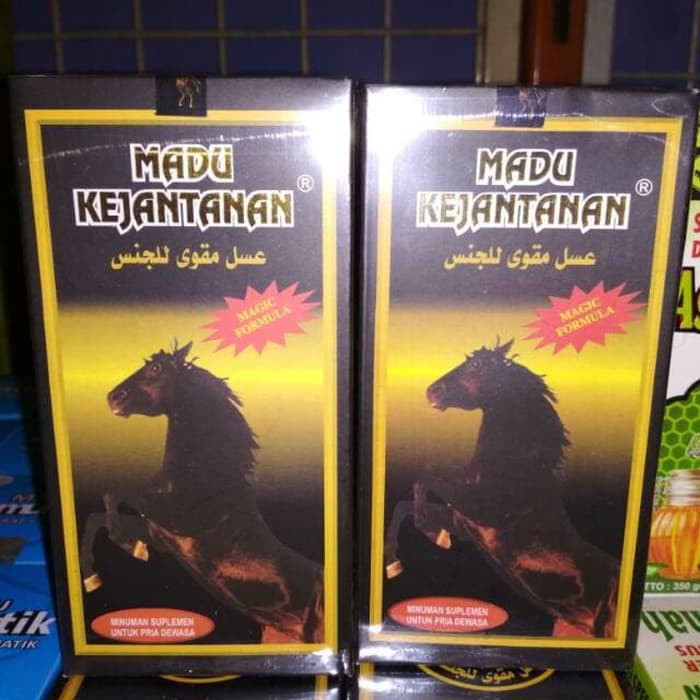 MADU
KEJANTANAN ®
عسل مقوى للجنس
MAGIC
FORMULA
MINUMAN SUPLEMEN
UNTUK PRIA DEWASA
MADU
KEJANTANAN ®
عسل مقوى للجنس
MAGIC
FORMULA
MINUMAN SUPLEMEN
UNTUK PRIA DEWASA